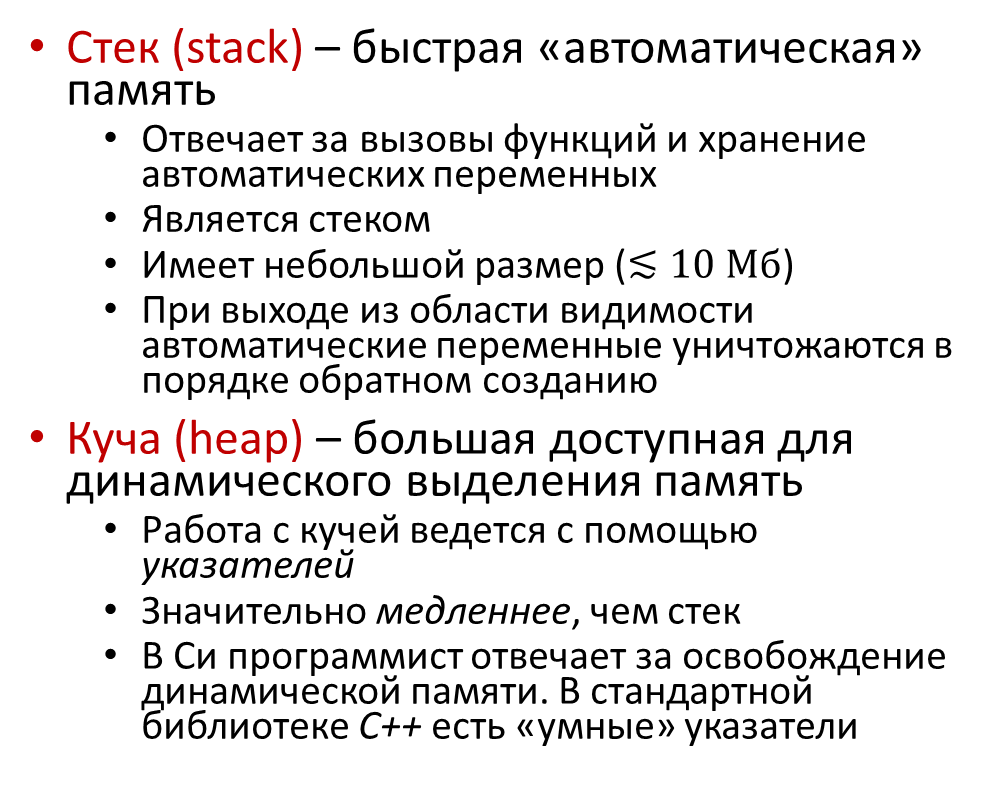 • Стек (stack) – быстрая «автоматическая»
память
• Отвечает за вызовы функций и хранение
автоматических переменных
• Является стеком
• Имеет небольшой размер (≲ 10 Мб)
• При выходе из области видимости
автоматические переменные уничтожаются в
порядке обратном созданию
• Куча (heap) – большая доступная для
динамического выделения память
• Работа с кучей ведется с помощью
указателей
• Значительно медленнее, чем стек
• В Си программист отвечает за освобождение
динамической памяти. В стандартной
библиотеке C++ есть «умные» указатели